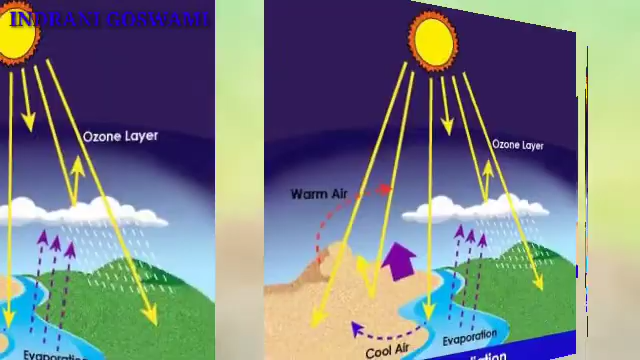 INDRANI GOSWAMI
Ozone Layer
Evaporation
Ozone Layer
Warm Air
Evaporation
Cool Air